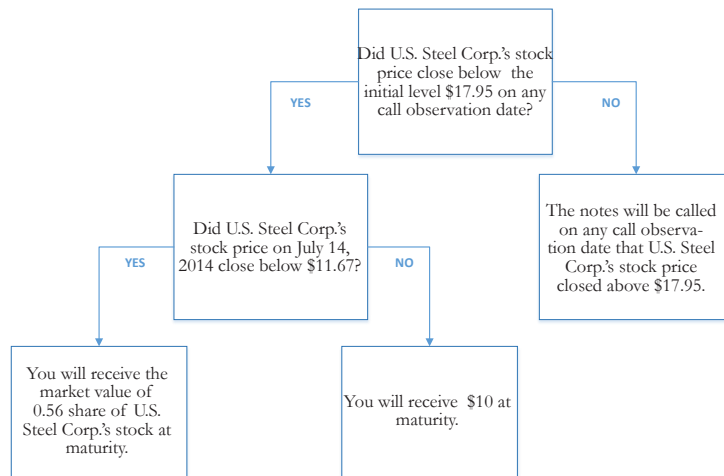 Did U.S. Steel Corp.'s stock
price close below the
initial level $17.95 on any
call observation date?
YES
NO
Did U.S. Steel Corp.'s
stock price on July 14,
2014 close below $11.67?
The notes will be called
on any call observa-
tion date that U.S. Steel
Corp.'s stock price
closed above $17.95.
YES
NO
You will receive the
market value of
0.56 share of U.S.
Steel Corp.'s stock at
maturity.
You will receive $10 at
maturity.